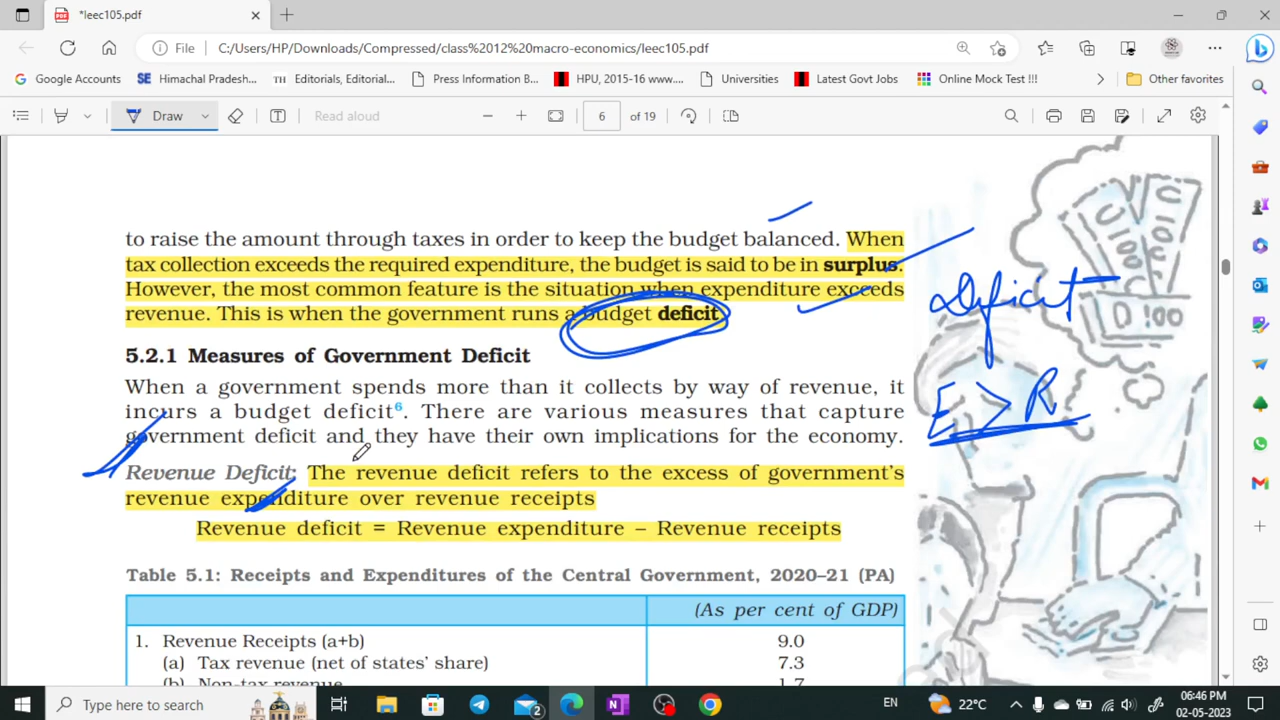 *leec105.pdf
File
C:/Users/HP/Downloads/Compressed/class%2012%20macro-economics/leec105.pdf
Google Accounts
SE Himachal Pradesh...
TH Editorials, Editorial...
Press Information B...
HPU, 2015-16 www....
Universities
Latest Govt Jobs
Online Mock Test !!!
Other favorites
Draw
Read aloud
6 of 19
to raise the amount through taxes in order to keep the budget balanced. When
tax collection exceeds the required expenditure, the budget is said to be in surplus.
However, the most common feature is the situation when expenditure exceeds
revenue. This is when the government runs a budget deficit.
Deficit
E > R
5.2.1 Measures of Government Deficit
When a government spends more than it collects by way of revenue, it
incurs a budget deficit6. There are various measures that capture
government deficit and they have their own implications for the economy.
Revenue Deficit: The revenue deficit refers to the excess of government's
revenue expenditure over revenue receipts
Revenue deficit = Revenue expenditure – Revenue receipts
Table 5.1: Receipts and Expenditures of the Central Government, 2020–21 (PA)
(As per cent of GDP)
1. Revenue Receipts (a+b) 9.0
(a) Tax revenue (net of states' share) 7.3
(b) Non-tax revenue 1.7
Type here to search
2
EN
22°C
06:46 PM
02-05-2023